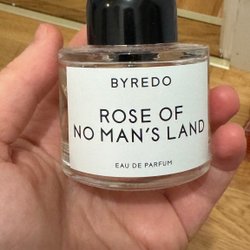 BYREDO
ROSE OF
NO MAN'S LAND
EAU DE PARFUM